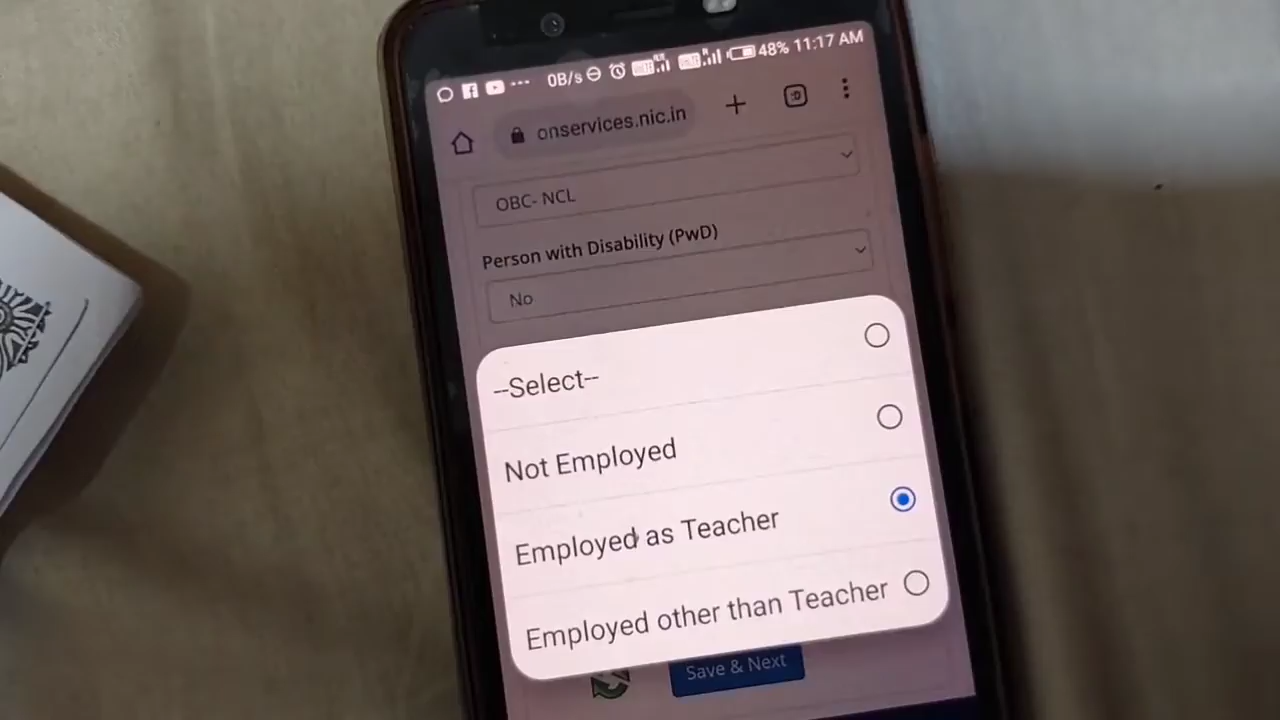 0B/s 48% 11:17 AM
onservices.nic.in
:D
OBC- NCL
Person with Disability (PwD)
No
--Select--
Not Employed
Employed as Teacher
Employed other than Teacher
Save & Next